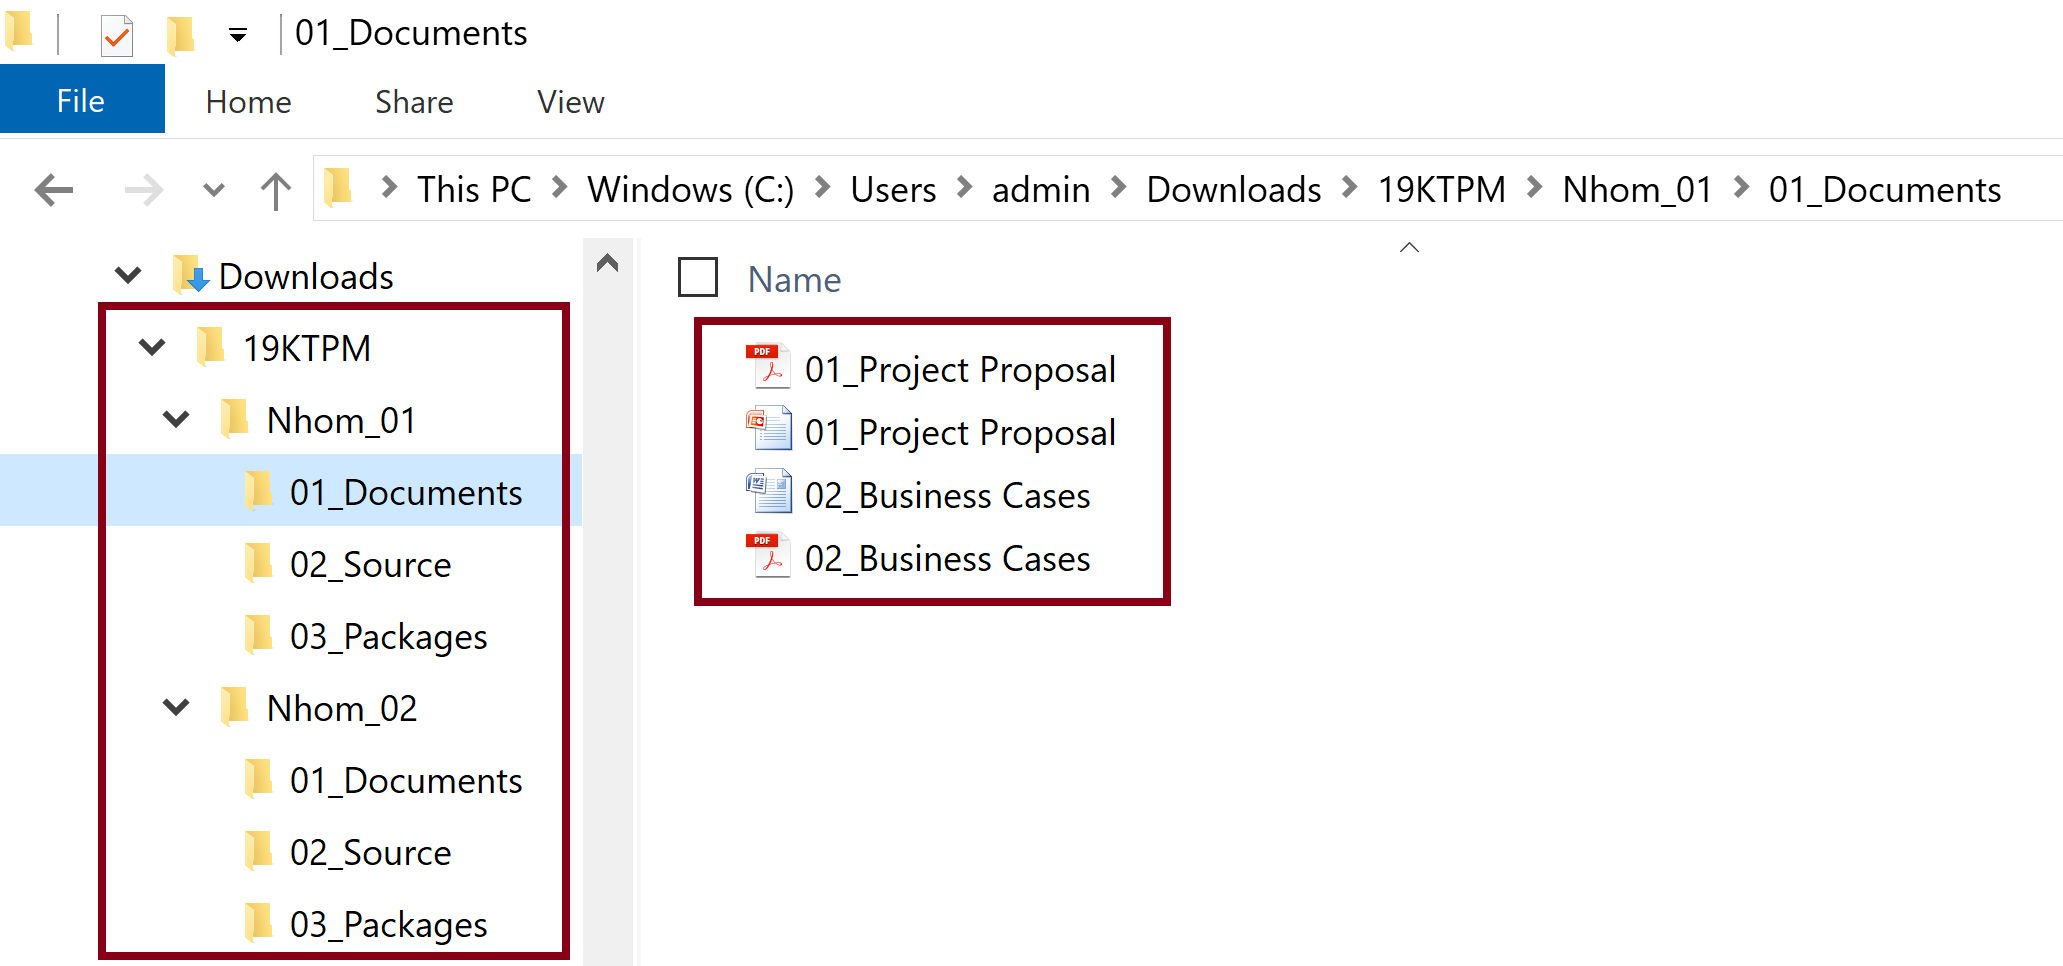 01_Documents
File Home Share View
This PC Windows (C:) Users admin Downloads 19KTPM Nhom_01 01_Documents
Downloads
19KTPM
Nhom_01
01_Documents
02_Source
03_Packages
Nhom_02
01_Documents
02_Source
03_Packages
Name
PDF 01_Project Proposal
01_Project Proposal
02_Business Cases
PDF 02_Business Cases